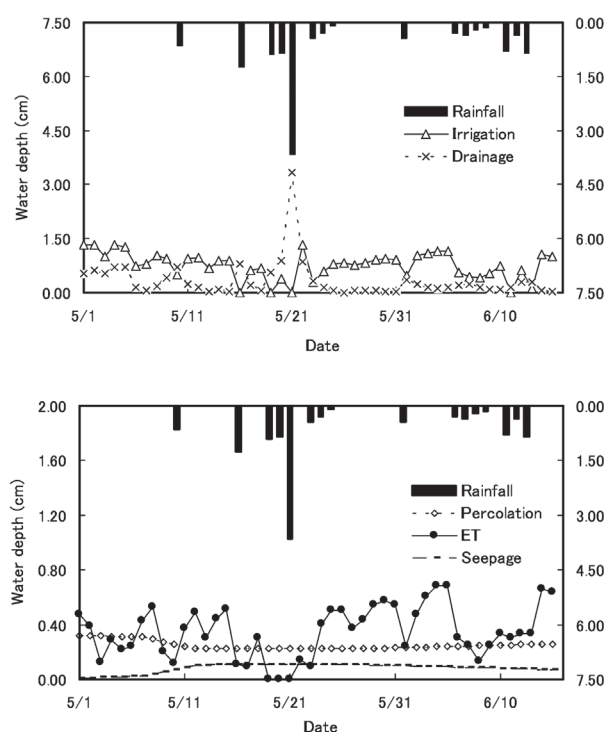 7.50 0.00
6.00 1.50
4.50 3.00
3.00 4.50
1.50 6.00
0.00 7.50
Water depth (cm)
Rainfall
Irrigation
Drainage
5/1 5/11 5/21 5/31 6/10
Date
2.00 0.00
1.60 1.50
1.20 3.00
0.80 4.50
0.40 6.00
0.00 7.50
Water depth (cm)
Rainfall
Percolation
ET
Seepage
5/1 5/11 5/21 5/31 6/10
Date